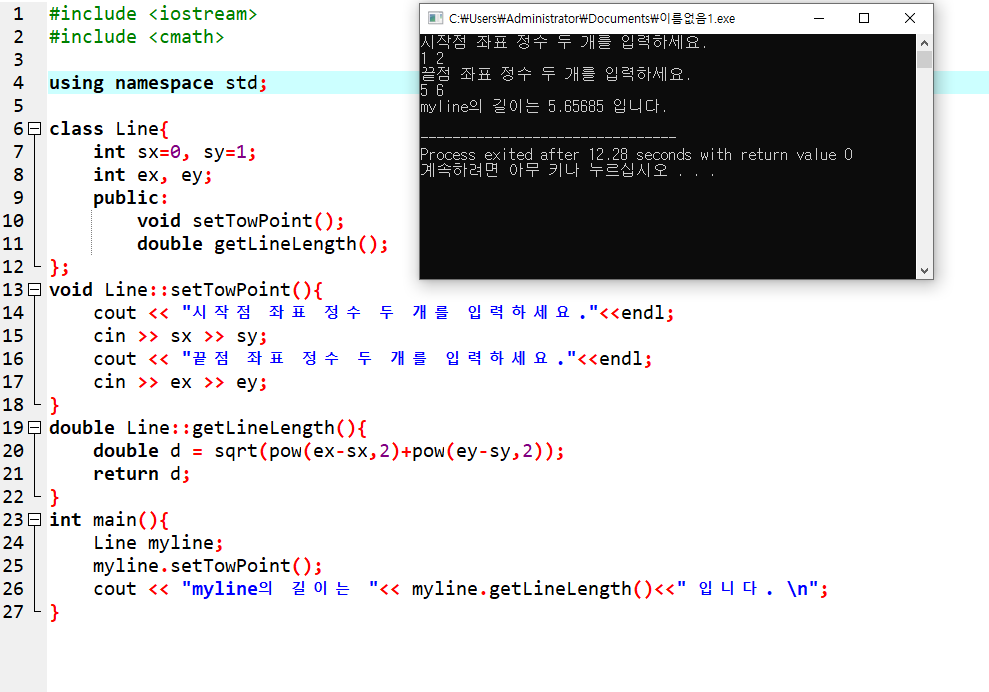 1 #include <iostream>
2 #include <cmath>
3
4 using namespace std;
5
6 class Line{
7 int sx=0, sy=1;
8 int ex, ey;
9 public:
10 void setTowPoint();
11 double getLineLength();
12 };
13 void Line::setTowPoint(){
14 cout << "시작점 좌표 정수 두 개를 입력하세요."<<endl;
15 cin >> sx >> sy;
16 cout << "끝점 좌표 정수 두 개를 입력하세요."<<endl;
17 cin >> ex >> ey;
18 }
19 double Line::getLineLength(){
20 double d = sqrt(pow(ex-sx,2)+pow(ey-sy,2));
21 return d;
22 }
23 int main(){
24 Line myline;
25 myline.setTowPoint();
26 cout << "myline의 길이는 "<< myline.getLineLength()<<" 입니다. \n";
27 }
C:₩Users₩Administrator₩Documents₩이름없음1.exe
시작점 좌표 정수 두 개를 입력하세요.
1 2
끝점 좌표 정수 두 개를 입력하세요.
5 6
myline의 길이는 5.65685 입니다.
--------------------------------
Process exited after 12.28 seconds with return value 0
계속하려면 아무 키나 누르십시오 . . .